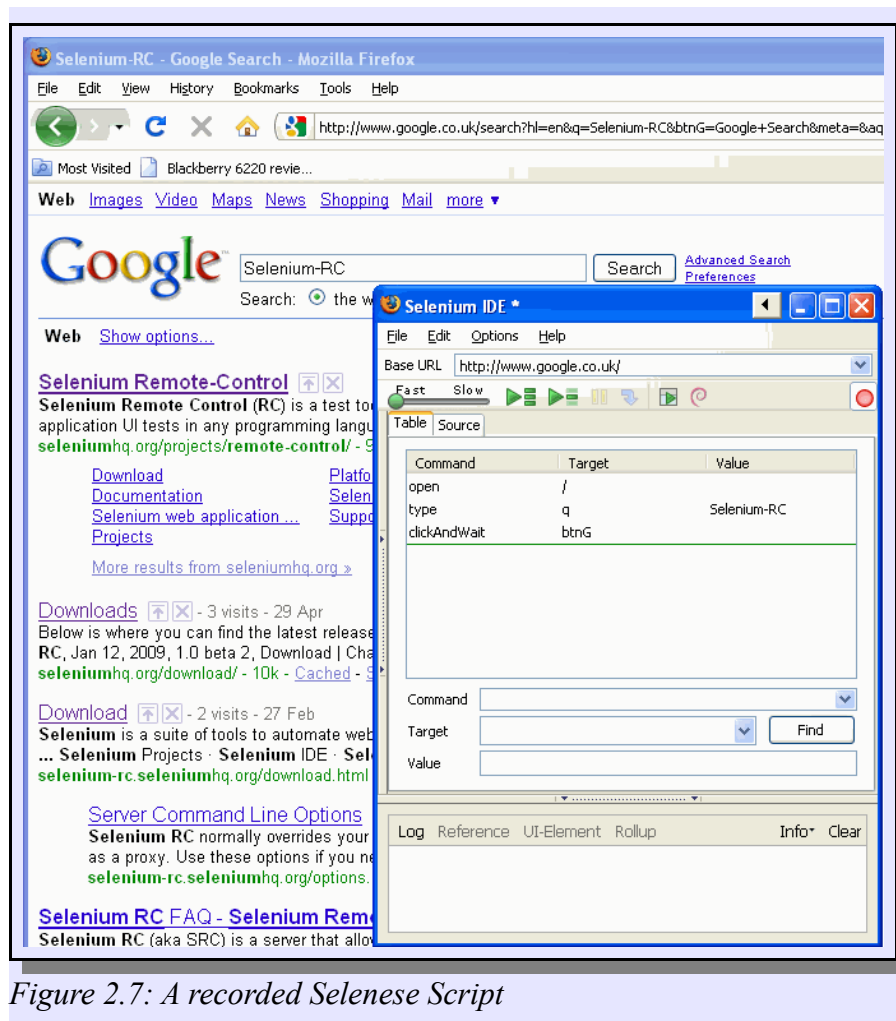 Selenium-RC - Google Search - Mozilla Firefox
File Edit View History Bookmarks Tools Help
http://www.google.co.uk/search?hl=en&q=Selenium-RC&btnG=Google+Search&meta=&aq
Most Visited Blackberry 6220 revie...
Web Images Video Maps News Shopping Mail more ▼
Google™ Selenium-RC Search Advanced Search
Preferences
Search: the w
Web Show options...
Selenium Remote-Control
Selenium Remote Control (RC) is a test to
application UI tests in any programming langu
seleniumhq.org/projects/remote-control/ - 9
Download Platfo
Documentation Selen
Selenium web application ... Suppo
Projects
More results from seleniumhq.org »
Downloads - 3 visits - 29 Apr
Below is where you can find the latest release
RC, Jan 12, 2009, 1.0 beta 2, Download | Cha
seleniumhq.org/download/ - 10k - Cached - S
Download - 2 visits - 27 Feb
Selenium is a suite of tools to automate web
... Selenium Projects · Selenium IDE · Sel
selenium-rc.seleniumhq.org/download.html
Server Command Line Options
Selenium RC normally overrides your
as a proxy. Use these options if you ne
selenium-rc.seleniumhq.org/options.
Selenium RC FAQ - Selenium Remo
Selenium RC (aka SRC) is a server that allo
Selenium IDE *
File Edit Options Help
Base URL http://www.google.co.uk/
Fast Slow
Table Source
Command Target Value
open /
type q Selenium-RC
clickAndWait btnG
Command
Target Find
Value
Log Reference UI-Element Rollup Info Clear
Figure 2.7: A recorded Selenese Script